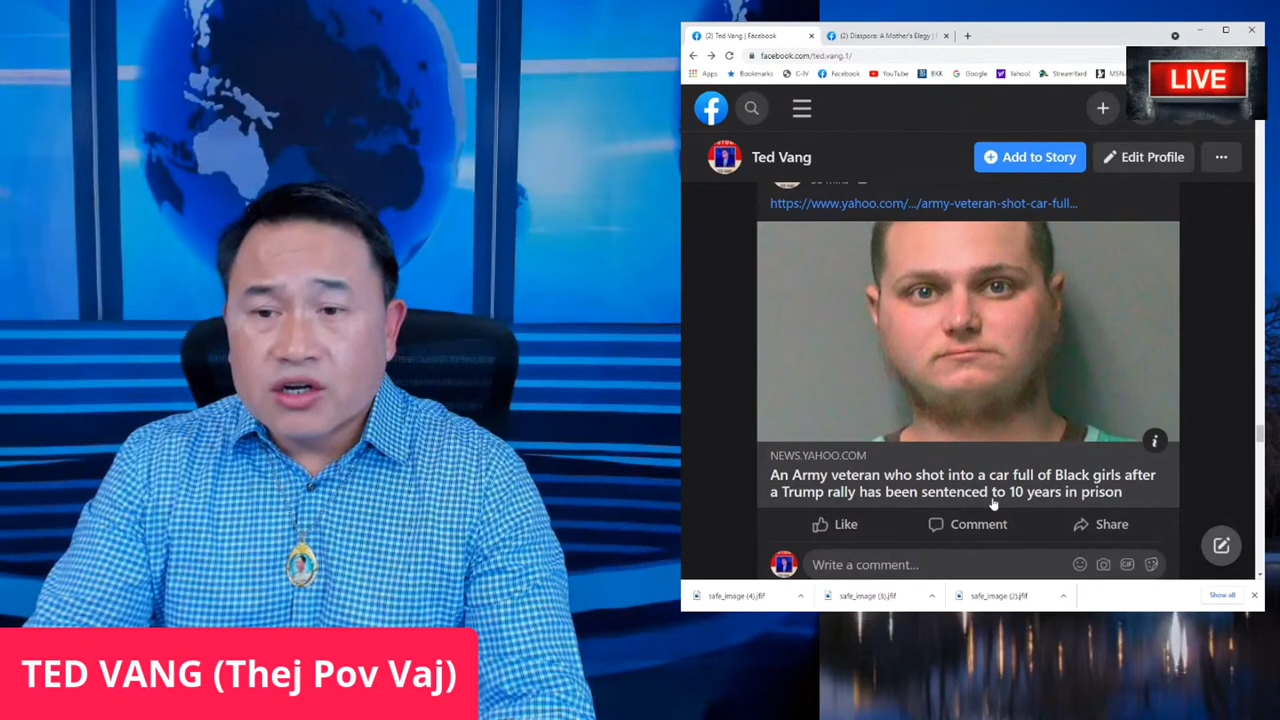 (2) Ted Vang | Facebook
(2) Diaspora: A Mother's Elegy |
facebook.com/ted.vang.1/
Apps
Bookmarks
C-IV
Facebook
YouTube
BKK
Google
Yahoo!
StreamYard
LIVE
Ted Vang
Add to Story
Edit Profile
https://www.yahoo.com/.../army-veteran-shot-car-full...
NEWS.YAHOO.COM
An Army veteran who shot into a car full of Black girls after
a Trump rally has been sentenced to 10 years in prison
Like
Comment
Share
Write a comment...
safe_image (4).jfif
safe_image (3).jfif
safe_image (2).jfif
Show all
TED VANG (Thej Pov Vaj)